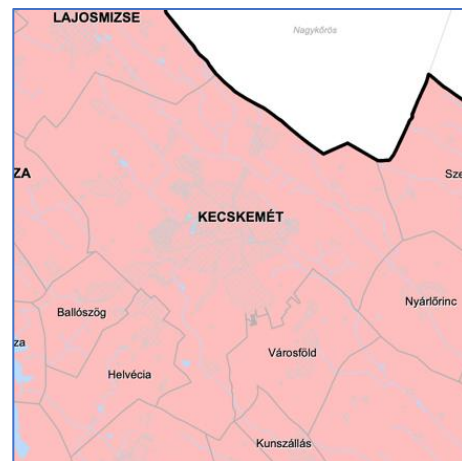 LAJOSMIZSE
Nagykőrös
ZA
Sze
KECSKEMÉT
Nyárlőrinc
Ballószög
za
Városföld
Helvécia
Kunszállás